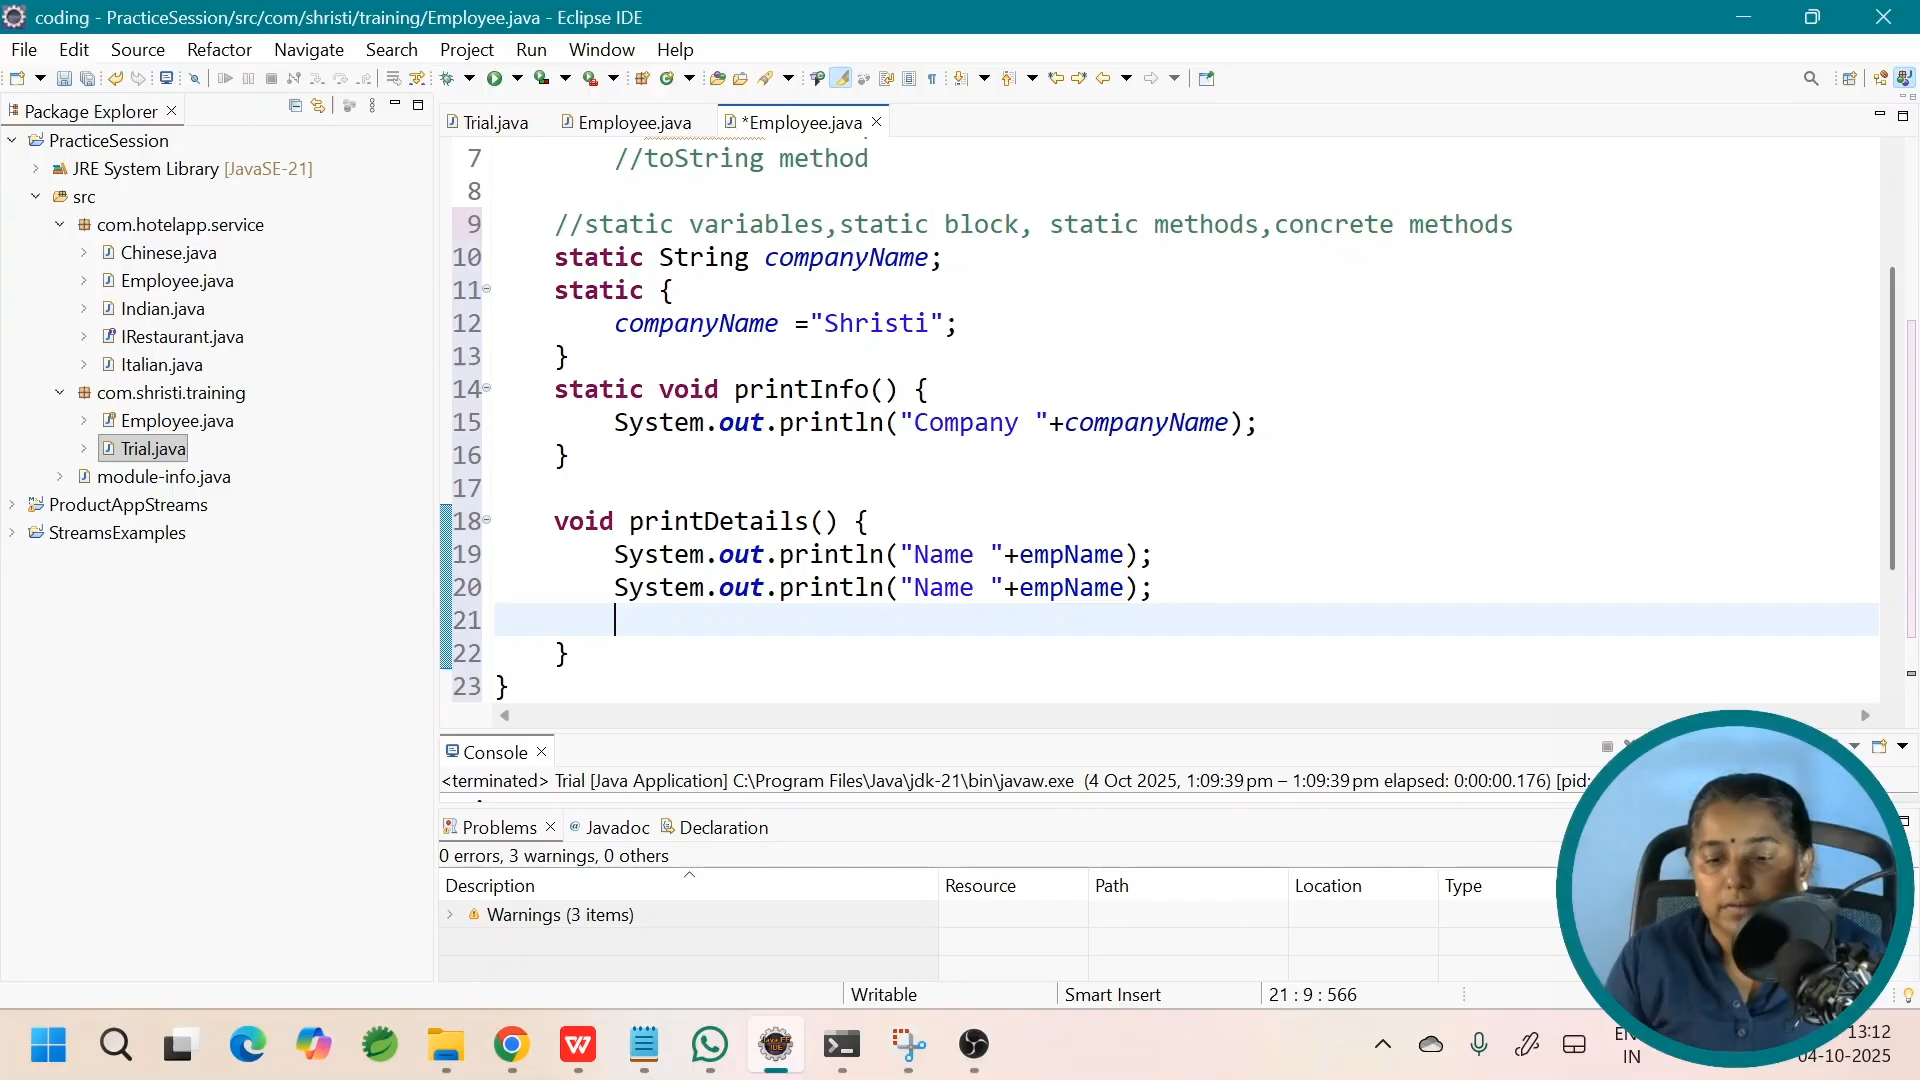 coding - PracticeSession/src/com/shristi/training/Employee.java - Eclipse IDE
File Edit Source Refactor Navigate Search Project Run Window Help
Package Explorer
Trial.java Employee.java *Employee.java
PracticeSession
JRE System Library [JavaSE-21]
src
com.hotelapp.service
Chinese.java
Employee.java
Indian.java
IRestaurant.java
Italian.java
com.shristi.training
Employee.java
Trial.java
module-info.java
ProductAppStreams
StreamsExamples
7 //toString method
8
9 //static variables,static block, static methods,concrete methods
10 static String companyName;
11 static {
12 companyName ="Shristi";
13 }
14 static void printInfo() {
15 System.out.println("Company "+companyName);
16 }
17
18 void printDetails() {
19 System.out.println("Name "+empName);
20 System.out.println("Name "+empName);
21
22 }
23 }
Console
<terminated> Trial [Java Application] C:\Program Files\Java\jdk-21\bin\javaw.exe (4 Oct 2025, 1:09:39 pm – 1:09:39 pm elapsed: 0:00:00.176) [pid:
Problems Javadoc Declaration
0 errors, 3 warnings, 0 others
Description Resource Path Location Type
Warnings (3 items)
Writable Smart Insert 21 : 9 : 566
IN
13:12
04-10-2025